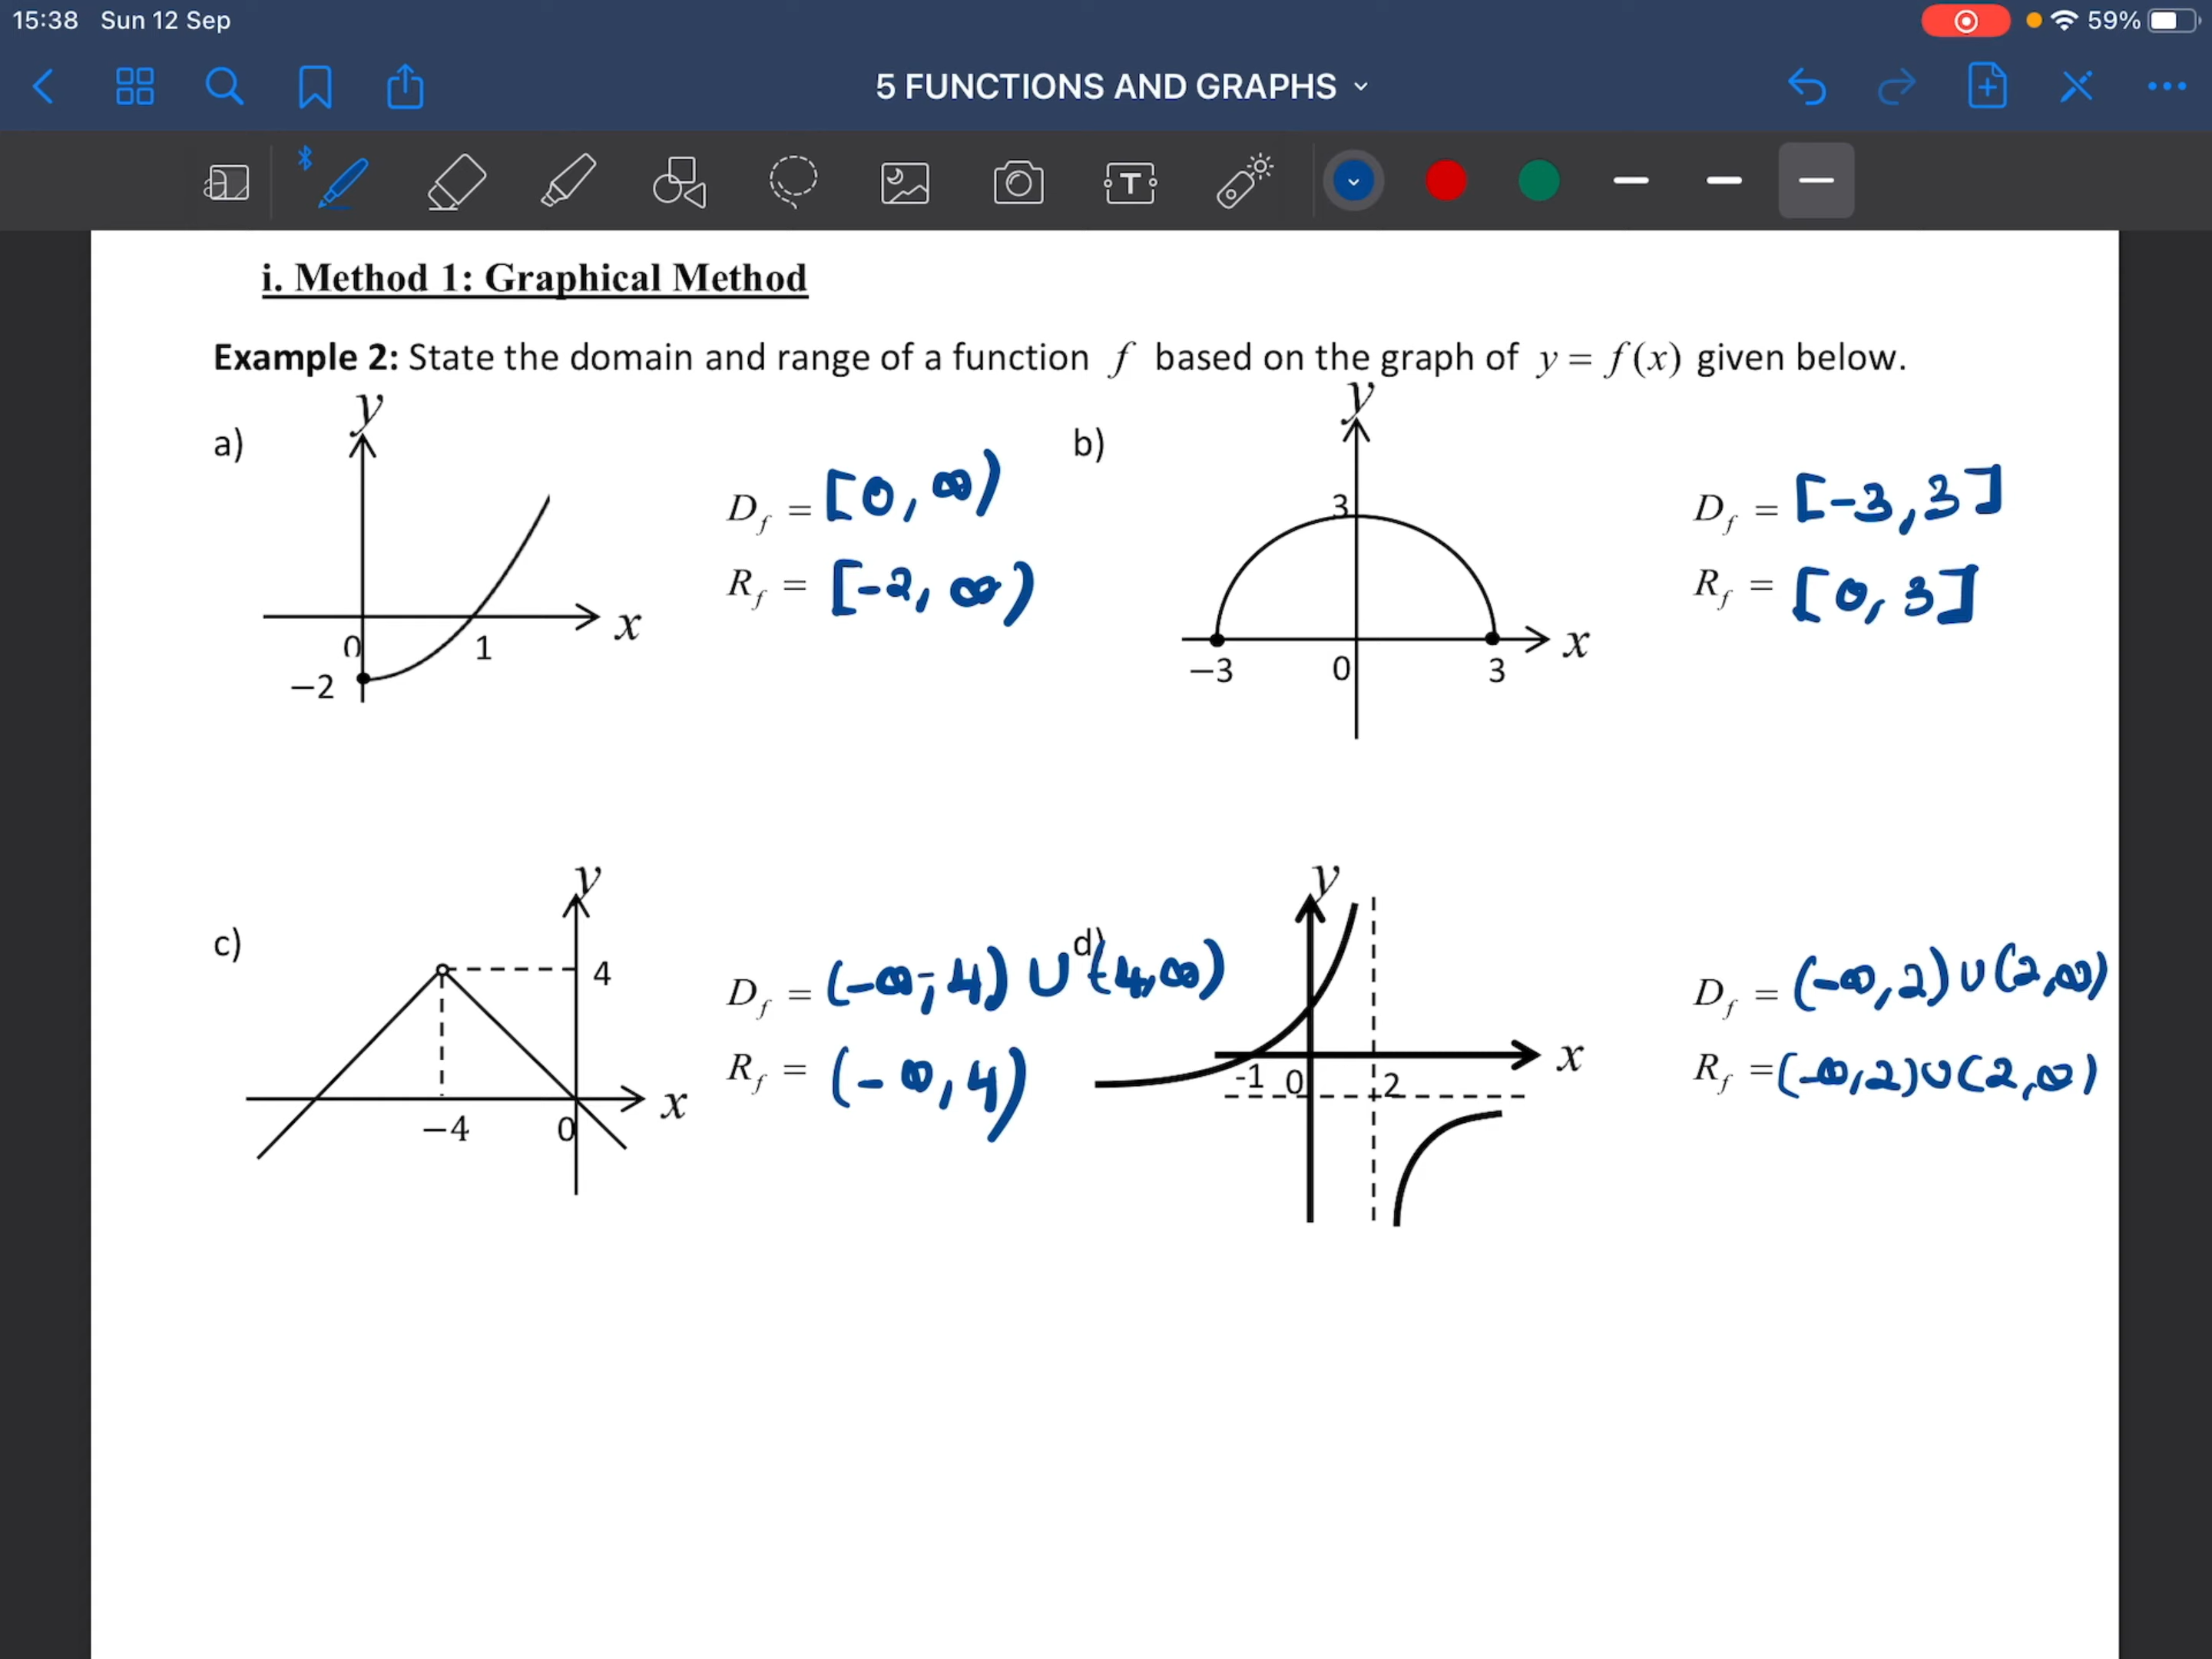 15:38 Sun 12 Sep
59%
5 FUNCTIONS AND GRAPHS
T
i. Method 1: Graphical Method
Example 2: State the domain and range of a function f based on the graph of y = f(x) given below.
a)
y
x
0
1
−2
D_f = [0, ∞)
R_f = [-2, ∞)
b)
y
3
x
−3
0
3
D_f = [-3, 3]
R_f = [0, 3]
c)
y
4
x
−4
0
D_f = (-∞, -4) ∪ (-4, ∞)
R_f = (-∞, 4)
d)
y
x
-1
0
2
D_f = (-∞, 2) ∪ (2, ∞)
R_f = (-∞, 2) ∪ (2, ∞)